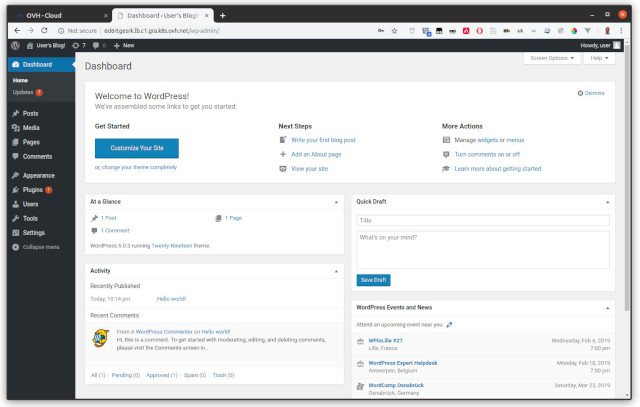 OVH - Cloud
Dashboard ‹ User's Blog!
Not secure | 6d6rtgesrk.lb.c1.gra.k8s.ovh.net/wp-admin/
User's Blog! 7 0 + New
Howdy, user
Dashboard
Home
Updates 1
Posts
Media
Pages
Comments
Appearance
Plugins 1
Users
Tools
Settings
Collapse menu
Dashboard
Screen Options
Help
Welcome to WordPress!
We've assembled some links to get you started:
Dismiss
Get Started
Customize Your Site
or, change your theme completely
Next Steps
Write your first blog post
Add an About page
View your site
More Actions
Manage widgets or menus
Turn comments on or off
Learn more about getting started
At a Glance
1 Post
1 Page
1 Comment
WordPress 5.0.3 running Twenty Nineteen theme.
Activity
Recently Published
Today, 10:14 pm Hello world!
Recent Comments
From A WordPress Commenter on Hello world!
Hi, this is a comment. To get started with moderating, editing, and deleting comments,
please visit the Comments screen in...
All (1) | Pending (0) | Approved (1) | Spam (0) | Trash (0)
Quick Draft
Title
What's on your mind?
Save Draft
WordPress Events and News
Attend an upcoming event near you.
WPinLille #27
Lille, France
Wednesday, Feb 6, 2019
7:00 pm
WordPress Expert Helpdesk
Antwerpen, Belgium
Monday, Feb 18, 2019
7:00 pm
WordCamp Osnabrück
Osnabrück, Germany
Saturday, Mar 23, 2019